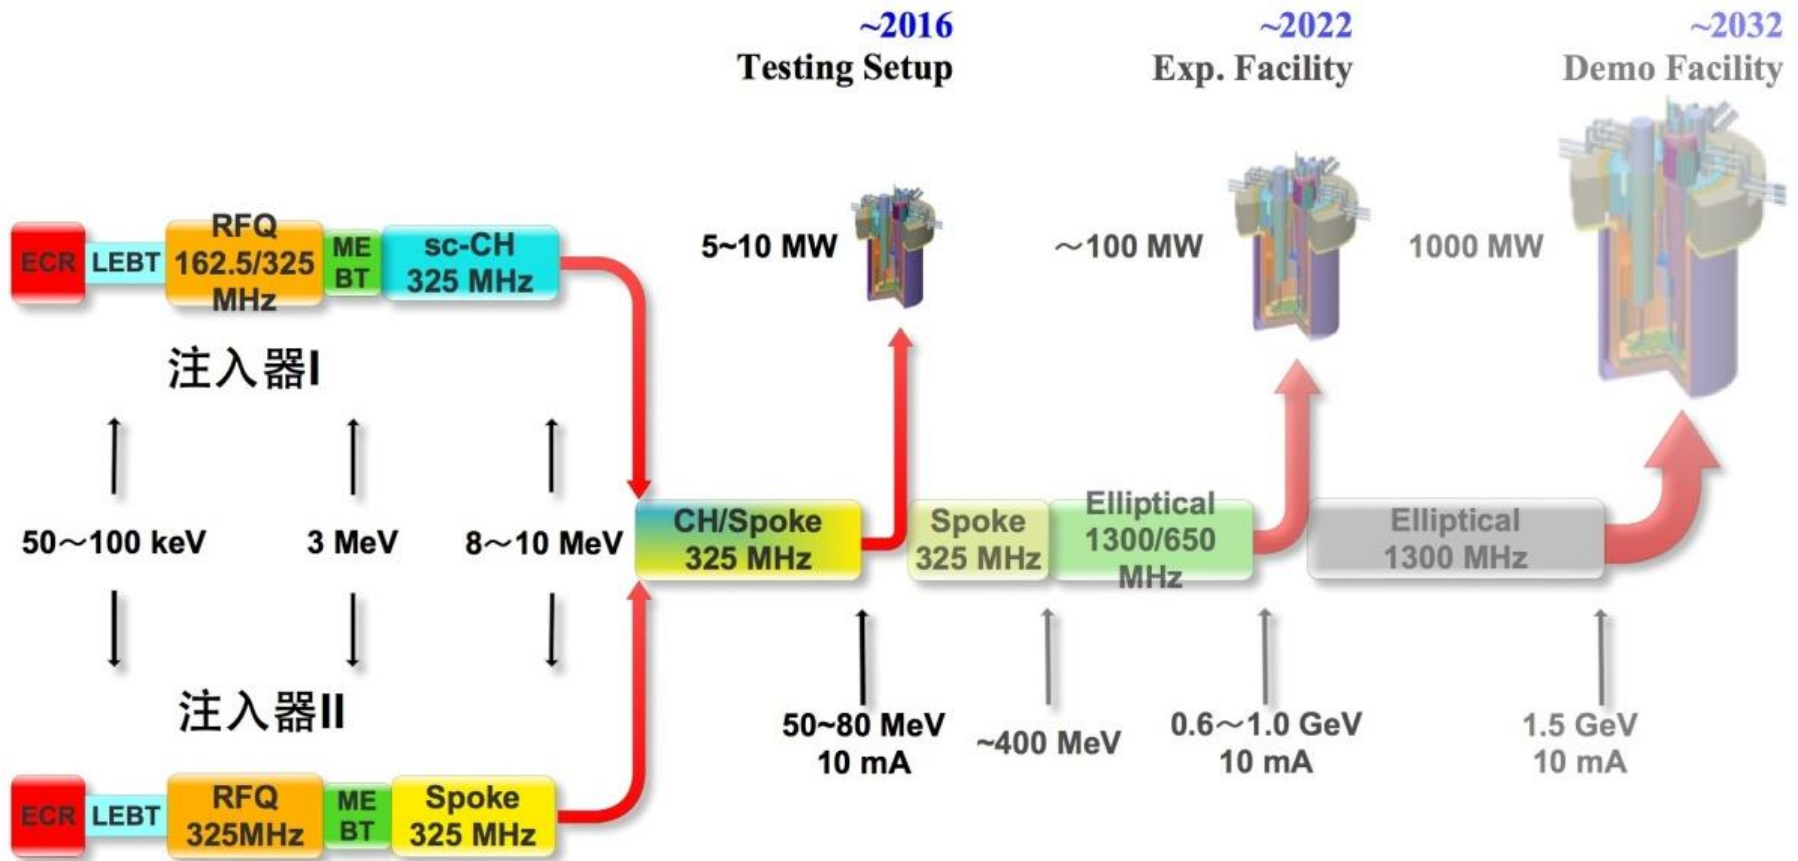 ~2016
Testing Setup
~2022
Exp. Facility
~2032
Demo Facility
5~10 MW
～100 MW
1000 MW
ECR
LEBT
RFQ
162.5/325
MHz
ME
BT
sc-CH
325 MHz
注入器I
50～100 keV
3 MeV
8～10 MeV
CH/Spoke
325 MHz
Spoke
325 MHz
Elliptical
1300/650
MHz
Elliptical
1300 MHz
50~80 MeV
10 mA
~400 MeV
0.6～1.0 GeV
10 mA
1.5 GeV
10 mA
注入器II
ECR
LEBT
RFQ
325MHz
ME
BT
Spoke
325 MHz